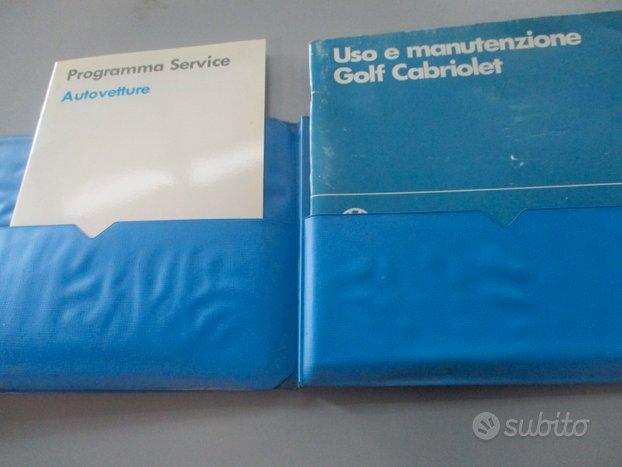 Programma Service
Autovetture
Uso e manutenzione
Golf Cabriolet
subito